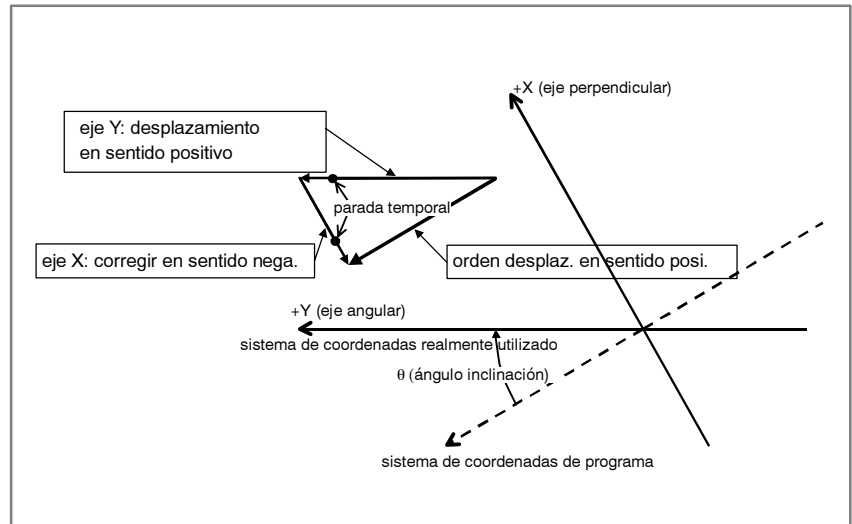 +X (eje perpendicular)
eje Y: desplazamiento
en sentido positivo
parada temporal
eje X: corregir en sentido nega.
orden desplaz. en sentido posi.
+Y (eje angular)
sistema de coordenadas realmente utilizado
θ (ángulo inclinación)
sistema de coordenadas de programa